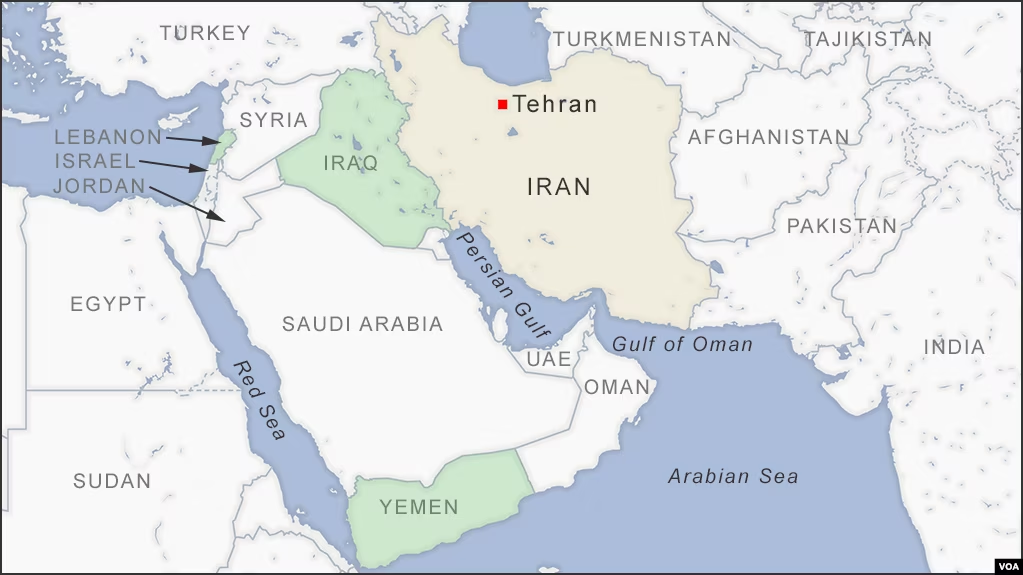 TURKEY
TURKMENISTAN
TAJIKISTAN
Tehran
SYRIA
LEBANON
AFGHANISTAN
ISRAEL
IRAQ
JORDAN
IRAN
PAKISTAN
Persian Gulf
EGYPT
SAUDI ARABIA
Gulf of Oman
INDIA
UAE
OMAN
Red Sea
SUDAN
Arabian Sea
YEMEN
VOA